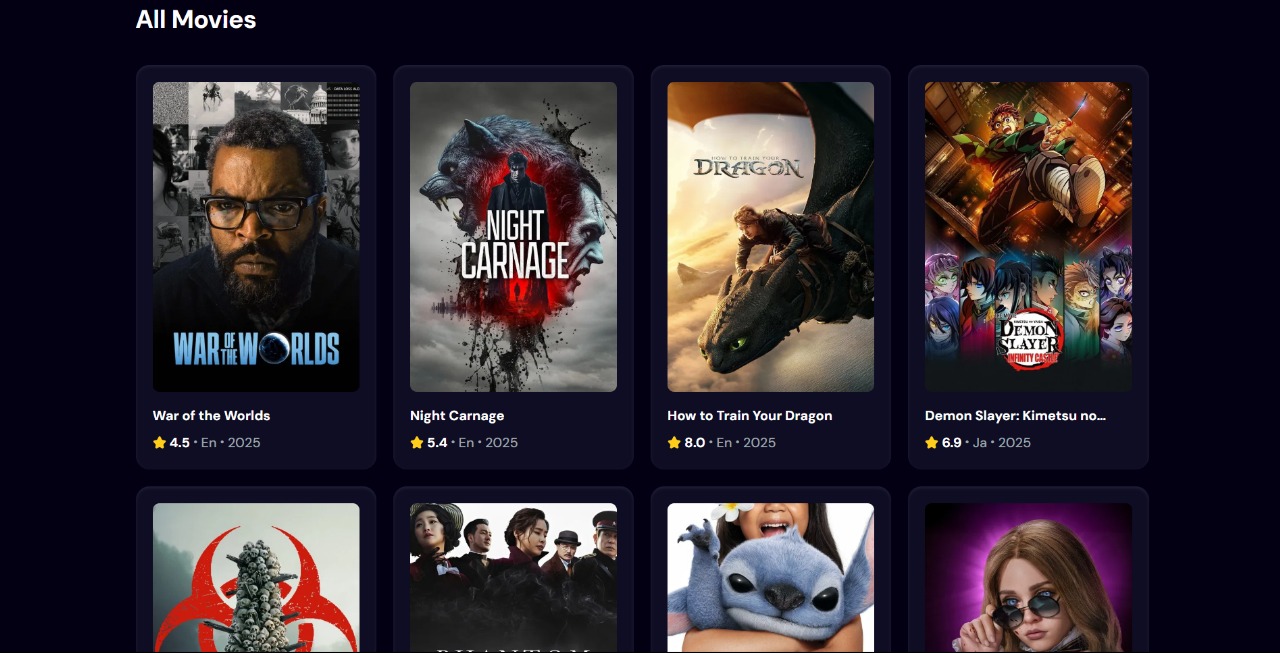 All Movies
WAR OF THE WORLDS
NIGHT
CARNAGE
HOW TO TRAIN YOUR
DRAGON
DEMON
SLAYER
INFINITY CASTLE
War of the Worlds
Night Carnage
How to Train Your Dragon
Demon Slayer: Kimetsu no...
4.5 • En • 2025
5.4 • En • 2025
8.0 • En • 2025
6.9 • Ja • 2025
PHANTOM